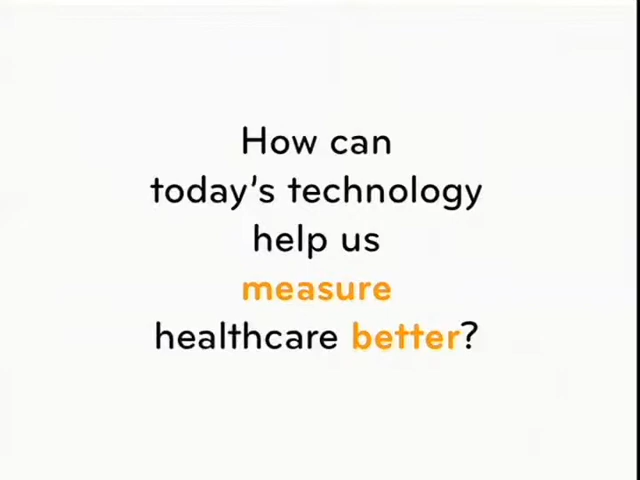 How can
today's technology
help us
measure
healthcare better?